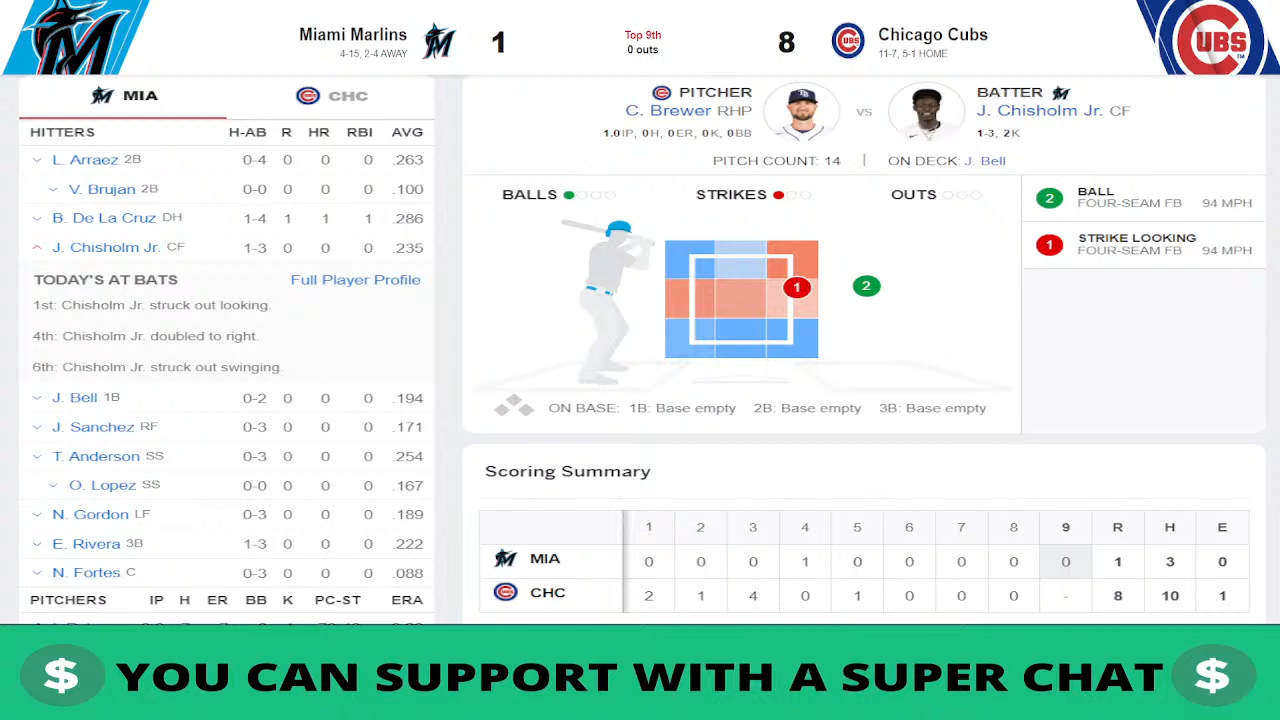 Miami Marlins
4-15, 2-4 AWAY
1
Top 9th
0 outs
8
Chicago Cubs
11-7, 5-1 HOME
MIA
CHC
HITTERS H-AB R HR RBI AVG
L. Arraez 2B 0-4 0 0 0 .263
V. Brujan 2B 0-0 0 0 0 .100
B. De La Cruz DH 1-4 1 1 1 .286
J. Chisholm Jr. CF 1-3 0 0 0 .235
TODAY'S AT BATS Full Player Profile
1st: Chisholm Jr. struck out looking.
4th: Chisholm Jr. doubled to right.
6th: Chisholm Jr. struck out swinging.
J. Bell 1B 0-2 0 0 0 .194
J. Sanchez RF 0-3 0 0 0 .171
T. Anderson SS 0-3 0 0 0 .254
O. Lopez SS 0-0 0 0 0 .167
N. Gordon LF 0-3 0 0 0 .189
E. Rivera 3B 1-3 0 0 0 .222
N. Fortes C 0-3 0 0 0 .088
PITCHERS IP H ER BB K PC-ST ERA
PITCHER
C. Brewer RHP
1.0IP, 0H, 0ER, 0K, 0BB
vs
BATTER
J. Chisholm Jr. CF
1-3, 2K
PITCH COUNT: 14 | ON DECK: J. Bell
BALLS STRIKES OUTS
1
2
2 BALL
FOUR-SEAM FB 94 MPH
1 STRIKE LOOKING
FOUR-SEAM FB 94 MPH
ON BASE: 1B: Base empty 2B: Base empty 3B: Base empty
Scoring Summary
1 2 3 4 5 6 7 8 9 R H E
MIA 0 0 0 1 0 0 0 0 0 1 3 0
CHC 2 1 4 0 1 0 0 0 - 8 10 1
$ YOU CAN SUPPORT WITH A SUPER CHAT $
UBS